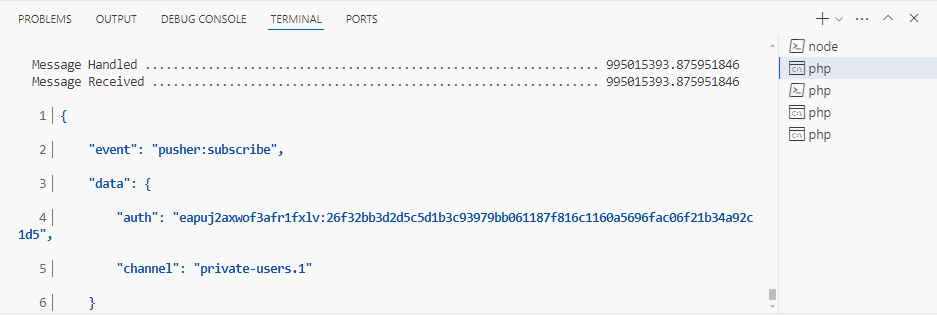 PROBLEMS OUTPUT DEBUG CONSOLE TERMINAL PORTS
Message Handled ................................................................. 995015393.875951846
Message Received ................................................................ 995015393.875951846
1| {
2|     "event": "pusher:subscribe",
3|     "data": {
4|         "auth": "eapuj2axwof3afr1fxlv:26f32bb3d2d5c5d1b3c93979bb061187f816c1160a5696fac06f21b34a92c
1d5",
5|         "channel": "private-users.1"
6|     }
node
php
php
php
php